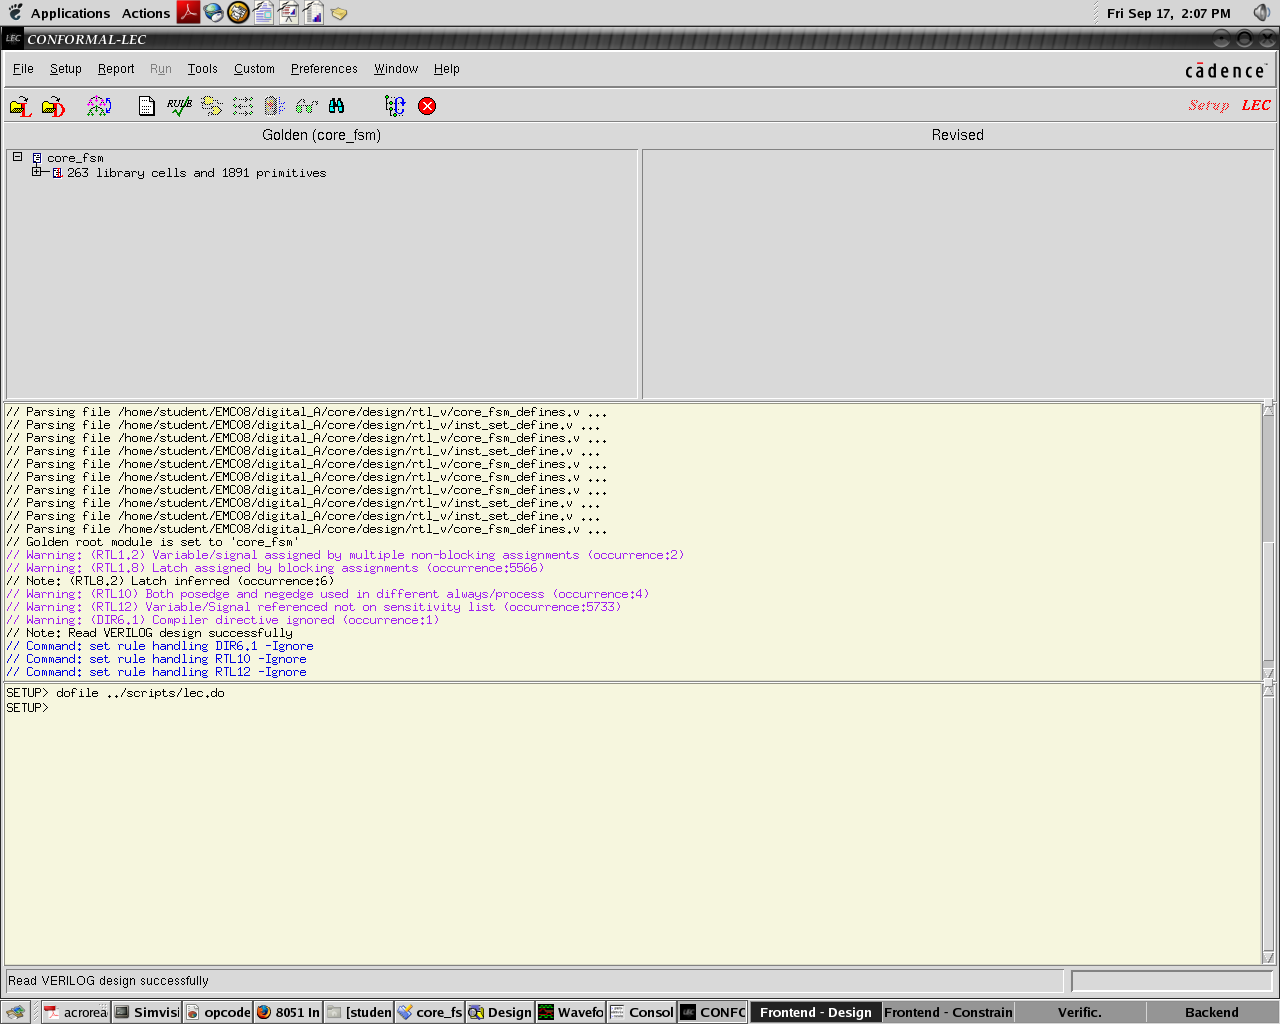 Applications Actions Fri Sep 17, 2:07 PM
LEC CONFORMAL-LEC
File Setup Report Run Tools Custom Preferences Window Help cādence
L D RULE Setup LEC
Golden (core_fsm) Revised
core_fsm
263 library cells and 1891 primitives
// Parsing file /home/student/EMC08/digital_A/core/design/rtl_v/core_fsm_defines.v ...
// Parsing file /home/student/EMC08/digital_A/core/design/rtl_v/inst_set_define.v ...
// Parsing file /home/student/EMC08/digital_A/core/design/rtl_v/core_fsm_defines.v ...
// Parsing file /home/student/EMC08/digital_A/core/design/rtl_v/inst_set_define.v ...
// Parsing file /home/student/EMC08/digital_A/core/design/rtl_v/core_fsm_defines.v ...
// Parsing file /home/student/EMC08/digital_A/core/design/rtl_v/core_fsm_defines.v ...
// Parsing file /home/student/EMC08/digital_A/core/design/rtl_v/core_fsm_defines.v ...
// Parsing file /home/student/EMC08/digital_A/core/design/rtl_v/inst_set_define.v ...
// Parsing file /home/student/EMC08/digital_A/core/design/rtl_v/inst_set_define.v ...
// Parsing file /home/student/EMC08/digital_A/core/design/rtl_v/core_fsm_defines.v ...
// Golden root module is set to 'core_fsm'
// Warning: (RTL1.2) Variable/signal assigned by multiple non-blocking assignments (occurrence:2)
// Warning: (RTL1.8) Latch assigned by blocking assignments (occurrence:5566)
// Note: (RTL8.2) Latch inferred (occurrence:6)
// Warning: (RTL10) Both posedge and negedge used in different always/process (occurrence:4)
// Warning: (RTL12) Variable/Signal referenced not on sensitivity list (occurrence:5733)
// Warning: (DIR6.1) Compiler directive ignored (occurrence:1)
// Note: Read VERILOG design successfully
// Command: set rule handling DIR6.1 -Ignore
// Command: set rule handling RTL10 -Ignore
// Command: set rule handling RTL12 -Ignore
SETUP> dofile ../scripts/lec.do
SETUP>
Read VERILOG design successfully
acroread Simvisi opcode 8051 In [studen core_fs Design Wavefo Consol LEC CONFC Frontend - Design Frontend - Constrain Verific. Backend